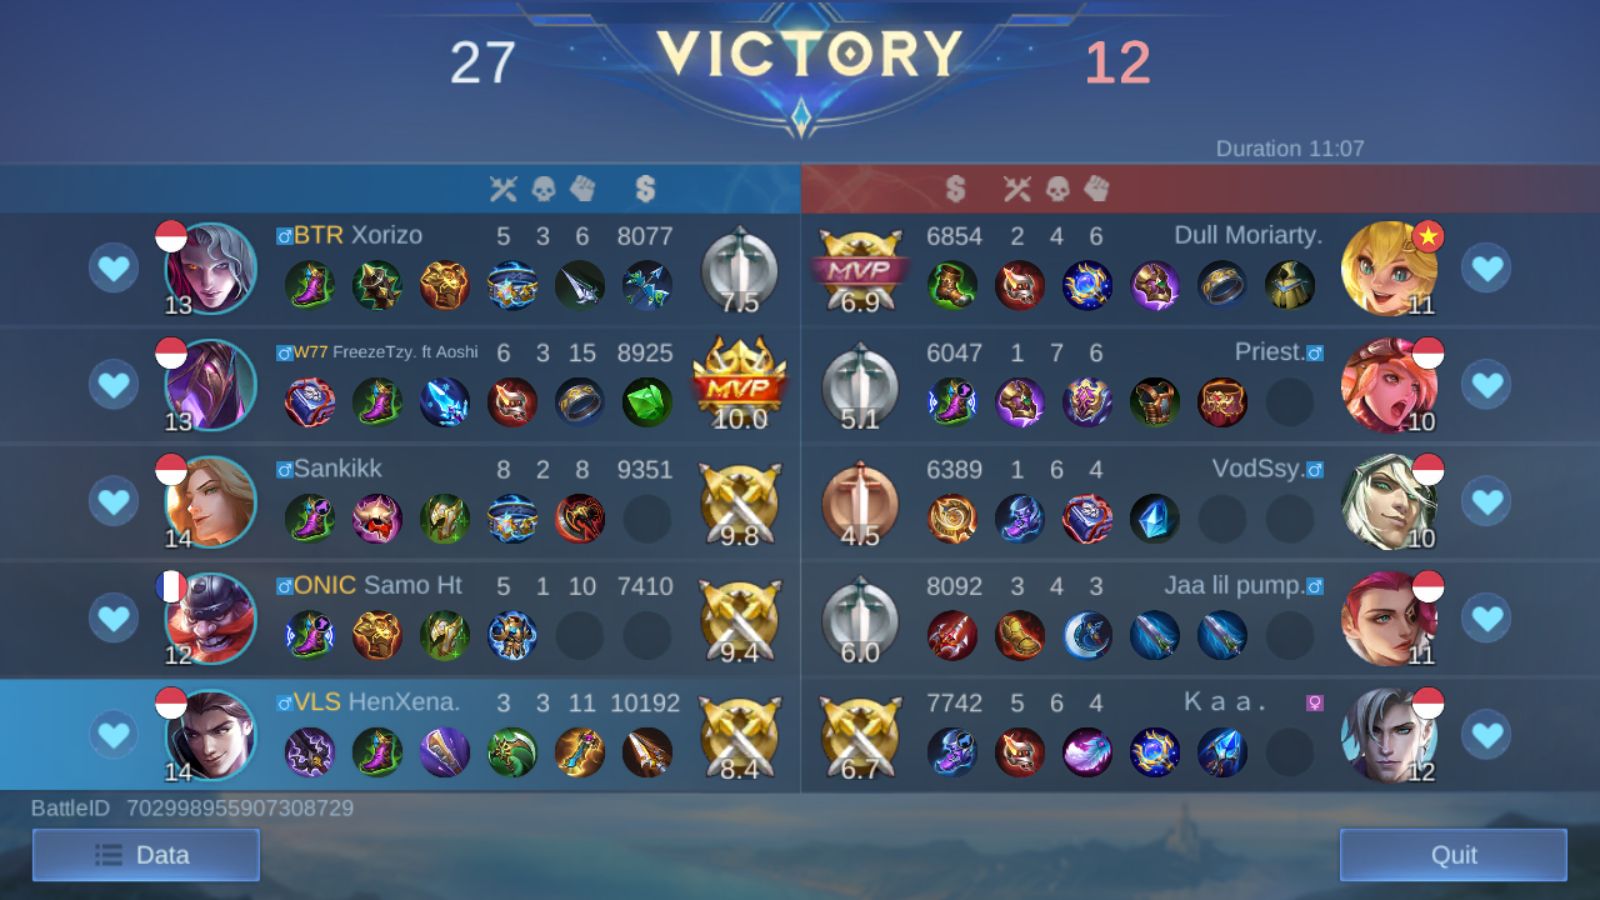 27 VICTORY 12
Duration 11:07
BTR Xorizo 5 3 6 8077
13 7.5
MVP 6854 2 4 6 Dull Moriarty.
6.9 11
W77 FreezeTzy. ft Aoshi 6 3 15 8925
13 MVP 10.0
6047 1 7 6 Priest.
5.1 10
Sankikk 8 2 8 9351
14 9.8
6389 1 6 4 VodSsy.
4.5 10
ONIC Samo Ht 5 1 10 7410
12 9.4
8092 3 4 3 Jaa lil pump.
6.0 11
VLS HenXena. 3 3 11 10192
14 8.4
7742 5 6 4 K a a .
6.7 12
BattleID 702998955907308729
Data
Quit